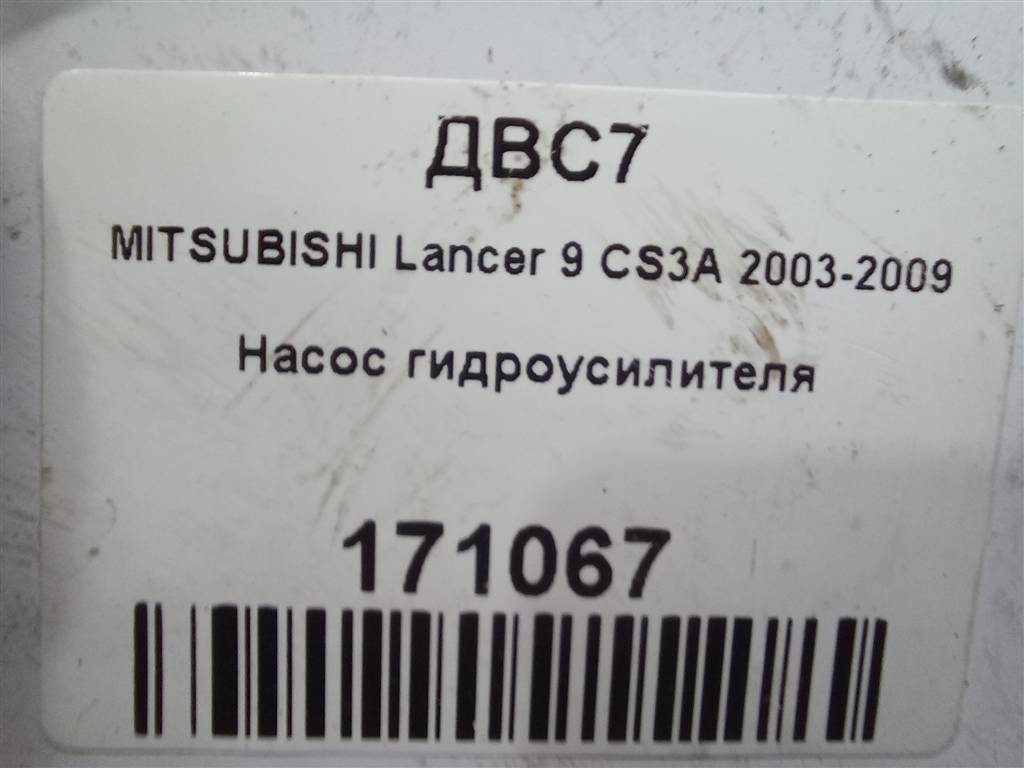 ДВС7
MITSUBISHI Lancer 9 CS3A 2003-2009
Насос гидроусилителя
171067